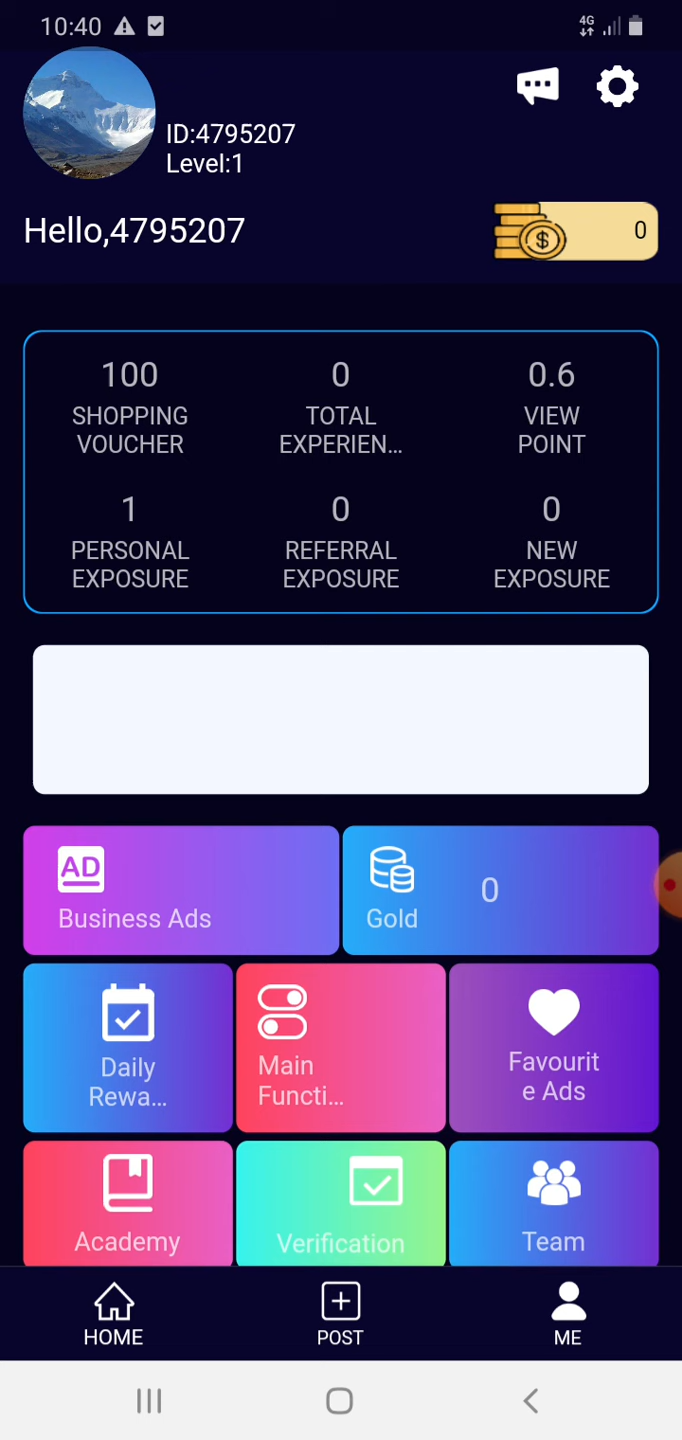 10:40
4G
ID:4795207
Level:1
Hello,4795207
0
100
0
0.6
SHOPPING
VOUCHER
TOTAL
EXPERIEN...
VIEW
POINT
1
0
0
PERSONAL
EXPOSURE
REFERRAL
EXPOSURE
NEW
EXPOSURE
AD
Business Ads
Gold
0
Daily
Rewa...
Main
Functi...
Favourit
e Ads
Academy
Verification
Team
HOME
POST
ME